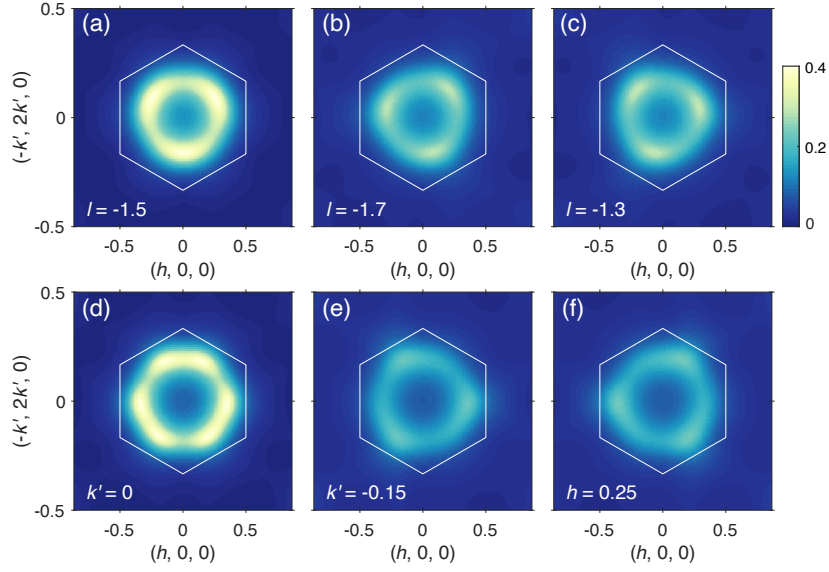 (a) (b) (c)
0.5
0
-0.5
(-k′, 2k′, 0)
l = -1.5 l = -1.7 l = -1.3
-0.5 0 0.5 -0.5 0 0.5 -0.5 0 0.5
(h, 0, 0) (h, 0, 0) (h, 0, 0)
0.4
0.2
0
(d) (e) (f)
0.5
0
-0.5
(-k′, 2k′, 0)
k′ = 0 k′ = -0.15 h = 0.25
-0.5 0 0.5 -0.5 0 0.5 -0.5 0 0.5
(h, 0, 0) (h, 0, 0) (h, 0, 0)